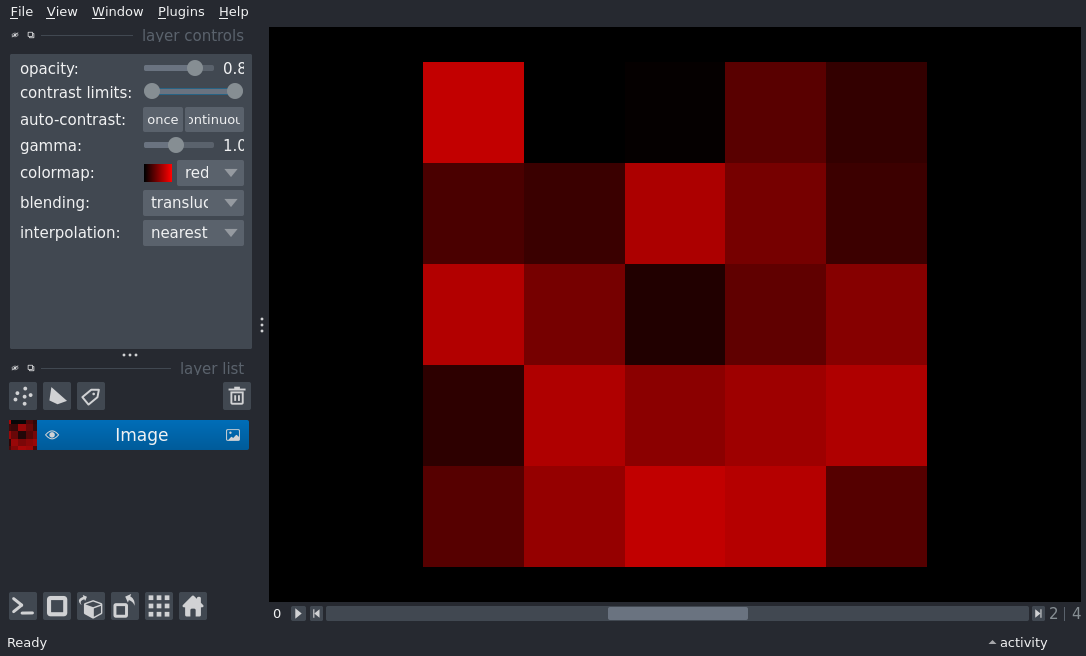 File View Window Plugins Help
layer controls
opacity: 0.8
contrast limits:
auto-contrast: once ontinuou
gamma: 1.0
colormap: red
blending: transluc
interpolation: nearest
layer list
Image
0 2 | 4
Ready
activity